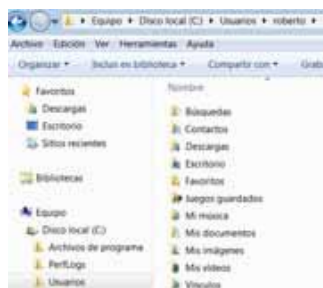 Equipo ▸ Disco local (C:) ▸ Usuarios ▸ roberto ▸
Archivo Edición Ver Herramientas Ayuda
Organizar Incluir en biblioteca Compartir con Grab
Favoritos
Descargas
Escritorio
Sitios recientes
Bibliotecas
Equipo
Disco local (C:)
Archivos de programa
PerfLogs
Usuarios
Nombre
Búsquedas
Contactos
Descargas
Escritorio
Favoritos
Juegos guardados
Mi música
Mis documentos
Mis imágenes
Mis vídeos
Vínculos